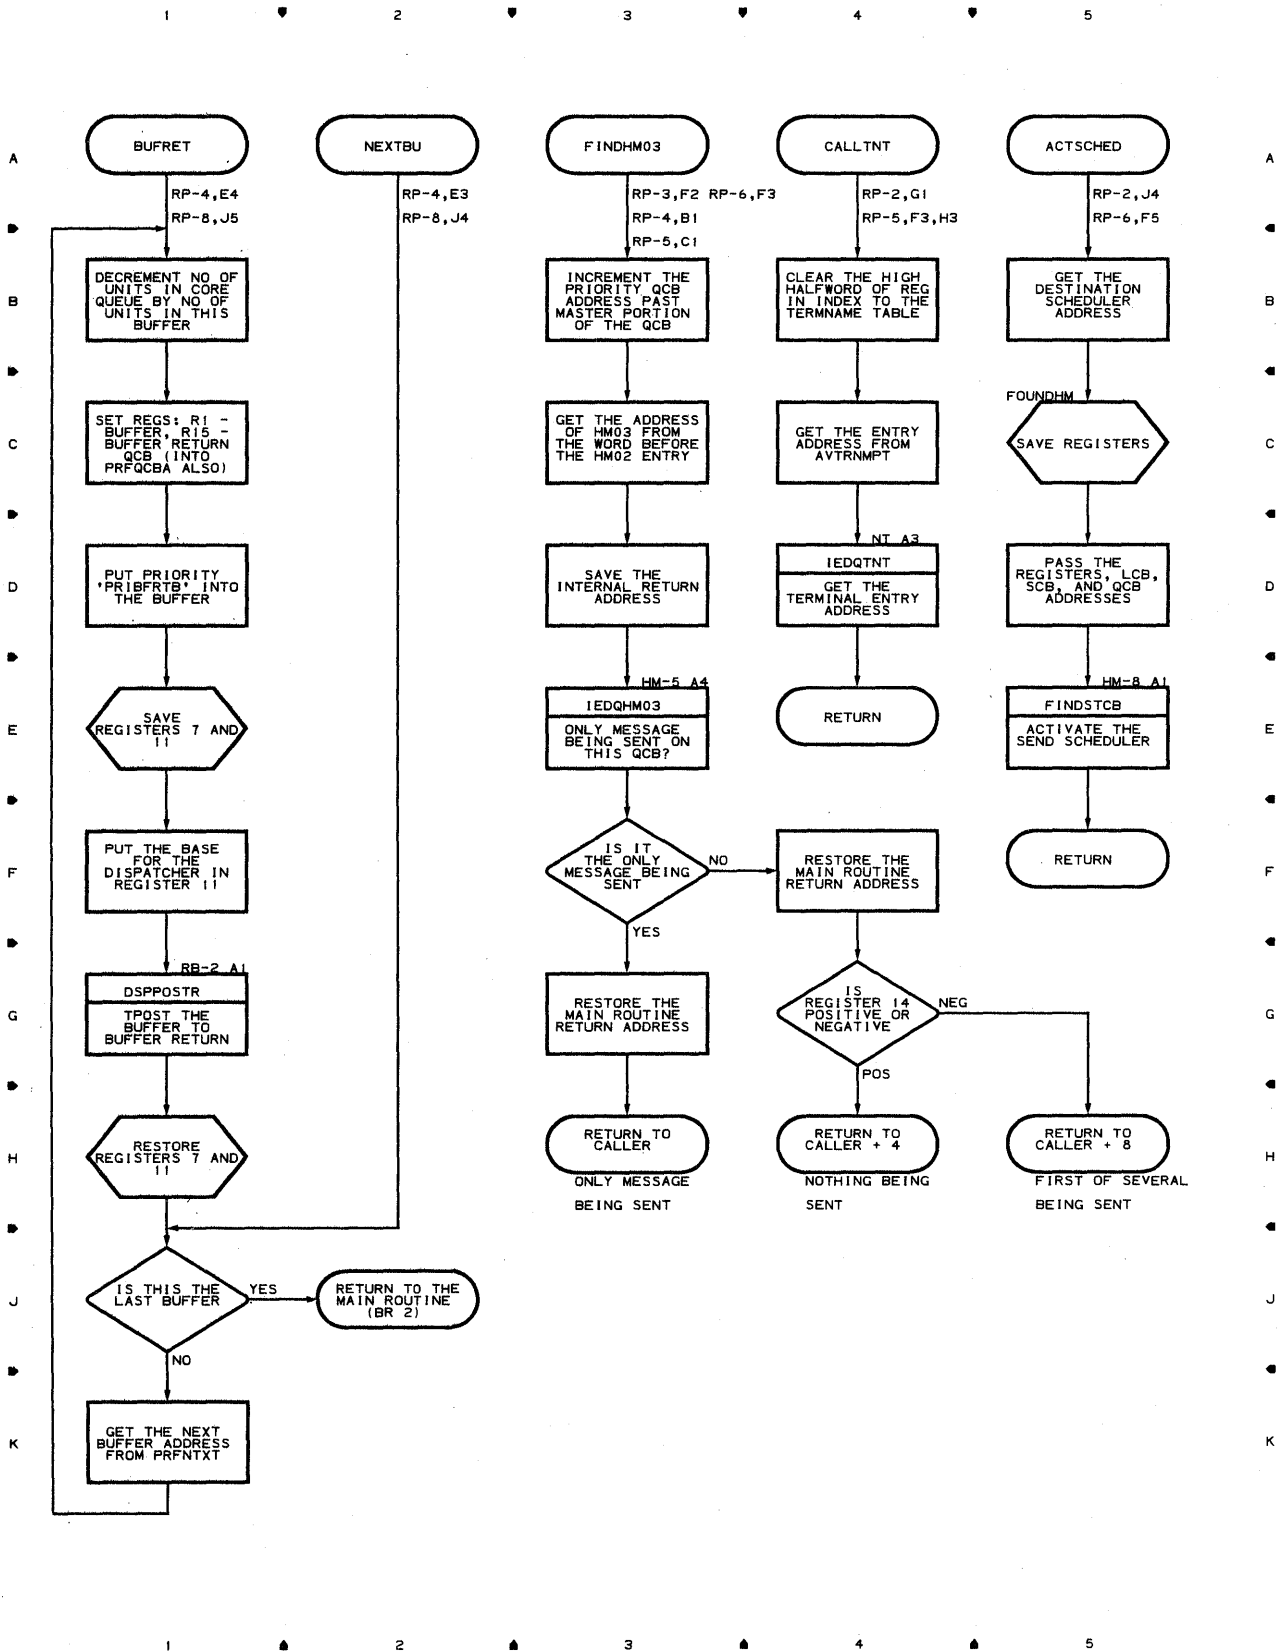 1 2 3 4 5
A A
BUFRET
RP-4,E4
RP-8,J5
B B
DECREMENT NO OF
UNITS IN CORE
QUEUE BY NO OF
UNITS IN THIS
BUFFER
C C
SET REGS: R1 -
BUFFER, R15 -
BUFFER RETURN
QCB (INTO
PRFQCBA ALSO)
D D
PUT PRIORITY
'PRIBFRTB' INTO
THE BUFFER
E E
SAVE
REGISTERS 7 AND
11
F F
PUT THE BASE
FOR THE
DISPATCHER IN
REGISTER 11
G G
RB-2 A1
DSPPOSTR
TPOST THE
BUFFER TO
BUFFER RETURN
H H
RESTORE
REGISTERS 7 AND
11
J J
IS THIS THE
LAST BUFFER
YES
NO
K K
GET THE NEXT
BUFFER ADDRESS
FROM PRFNTXT
NEXTBU
RP-4,E3
RP-8,J4
RETURN TO THE
MAIN ROUTINE
(BR 2)
FINDHM03
RP-3,F2 RP-6,F3
RP-4,B1
RP-5,C1
INCREMENT THE
PRIORITY QCB
ADDRESS PAST
MASTER PORTION
OF THE QCB
GET THE ADDRESS
OF HM03 FROM
THE WORD BEFORE
THE HM02 ENTRY
SAVE THE
INTERNAL RETURN
ADDRESS
HM-5 A4
IEDQHM03
ONLY MESSAGE
BEING SENT ON
THIS QCB?
IS IT
THE ONLY
MESSAGE BEING
SENT
NO
YES
RESTORE THE
MAIN ROUTINE
RETURN ADDRESS
RETURN TO
CALLER
ONLY MESSAGE
BEING SENT
CALLTNT
RP-2,G1
RP-5,F3,H3
CLEAR THE HIGH
HALFWORD OF REG
IN INDEX TO THE
TERMNAME TABLE
GET THE ENTRY
ADDRESS FROM
AVTRNMPT
NT A3
IEDQTNT
GET THE
TERMINAL ENTRY
ADDRESS
RETURN
RESTORE THE
MAIN ROUTINE
RETURN ADDRESS
IS
REGISTER 14
POSITIVE OR
NEGATIVE
NEG
POS
RETURN TO
CALLER + 4
NOTHING BEING
SENT
ACTSCHED
RP-2,J4
RP-6,F5
GET THE
DESTINATION
SCHEDULER
ADDRESS
FOUNDHM
SAVE REGISTERS
PASS THE
REGISTERS, LCB,
SCB, AND QCB
ADDRESSES
HM-8 A1
FINDSTCB
ACTIVATE THE
SEND SCHEDULER
RETURN
RETURN TO
CALLER + 8
FIRST OF SEVERAL
BEING SENT
1 2 3 4 5